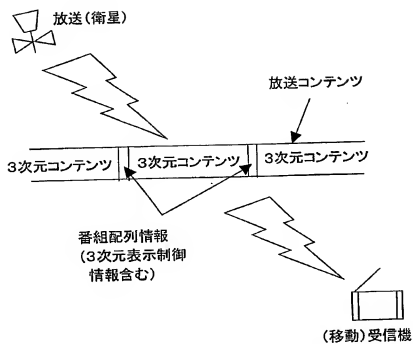 放送（衛星）
放送コンテンツ
３次元コンテンツ
３次元コンテンツ
３次元コンテンツ
番組配列情報
（３次元表示制御
情報含む）
（移動）受信機